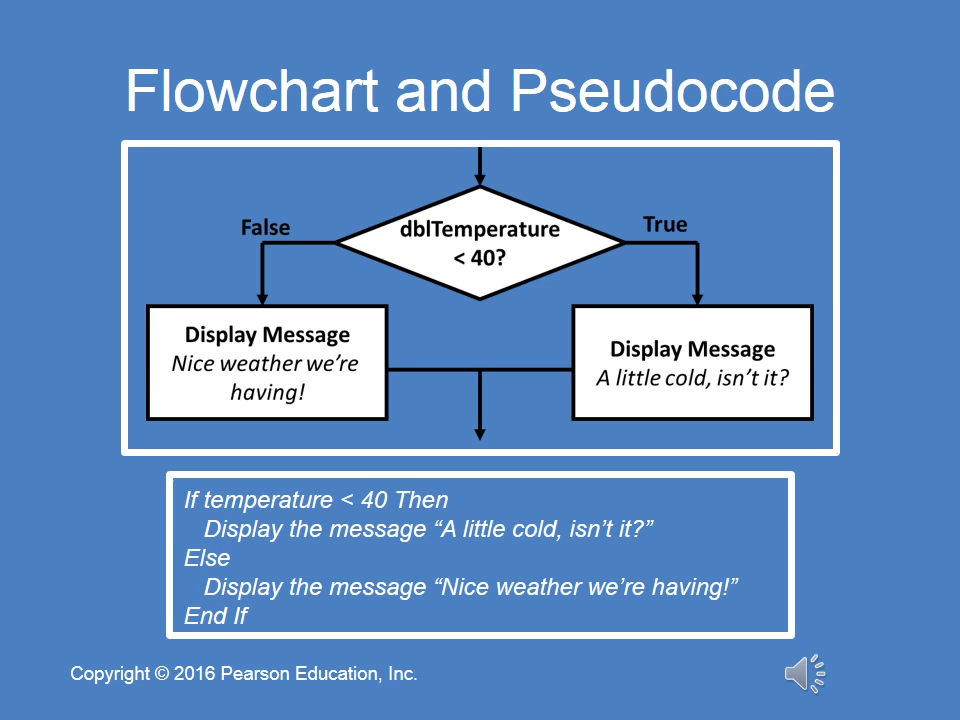 Flowchart and Pseudocode
False
True
dblTemperature
< 40?
Display Message
Nice weather we’re
having!
Display Message
A little cold, isn’t it?
If temperature < 40 Then
Display the message “A little cold, isn’t it?”
Else
Display the message “Nice weather we’re having!”
End If
Copyright © 2016 Pearson Education, Inc.